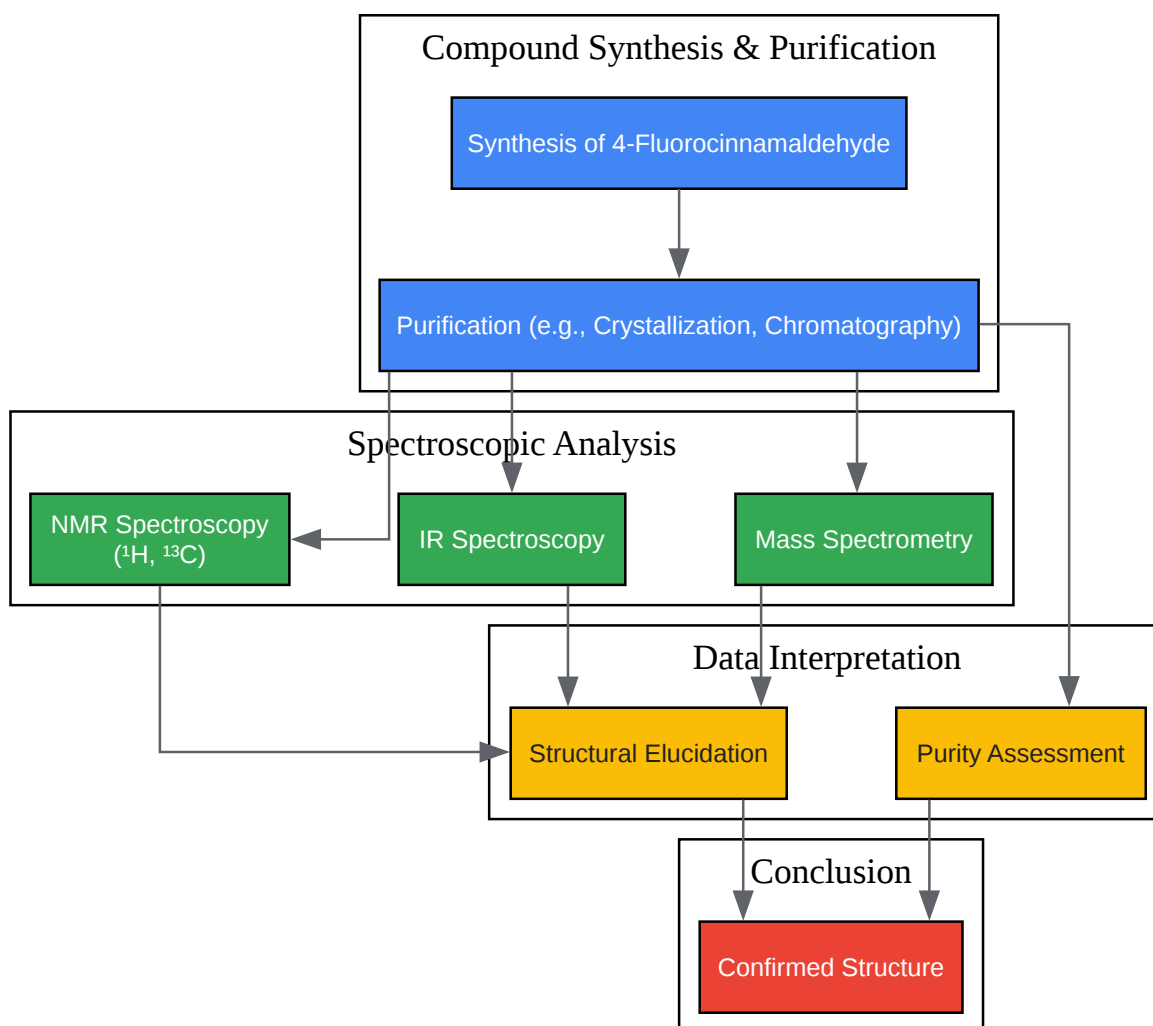 Compound Synthesis & Purification
Synthesis of 4-Fluorocinnamaldehyde
Purification (e.g., Crystallization, Chromatography)
Spectroscopic Analysis
NMR Spectroscopy
(¹H, ¹³C)
IR Spectroscopy
Mass Spectrometry
Data Interpretation
Structural Elucidation
Purity Assessment
Conclusion
Confirmed Structure